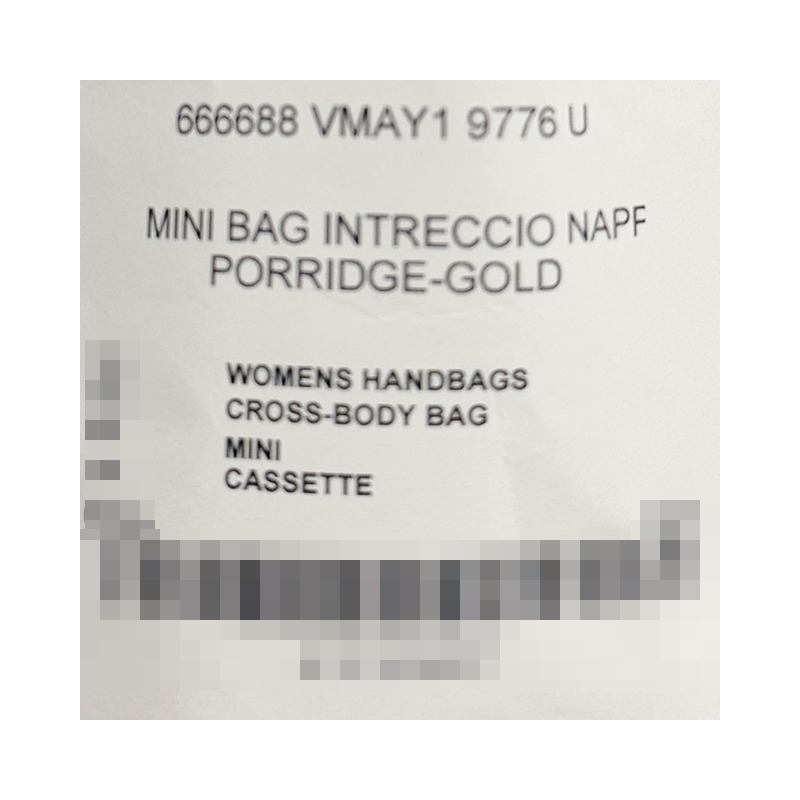 666688 VMAY1 9776 U
MINI BAG INTRECCIO NAPF
PORRIDGE-GOLD
WOMENS HANDBAGS
CROSS-BODY BAG
MINI
CASSETTE